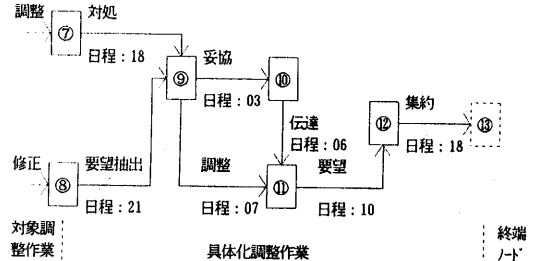 調整
対処
⑦
日程：18
妥協
⑨
⑩
日程：03
集約
伝達
⑫
⑬
日程：06
日程：18
修正
要望抽出
調整
要望
⑧
⑪
日程：21
日程：07
日程：10
対象調
整作業
具体化調整作業
終端
ﾉｰﾄﾞ